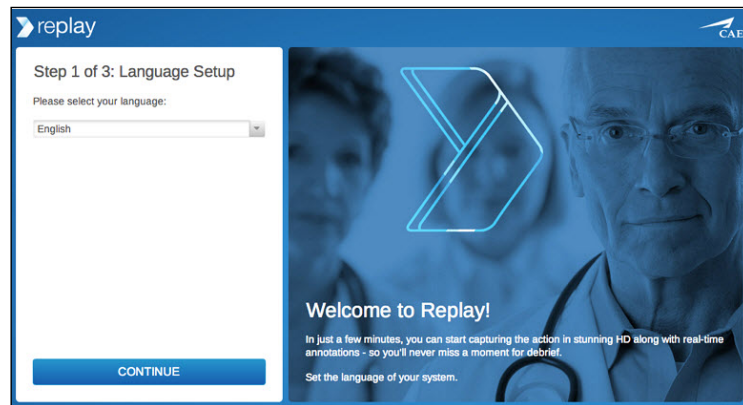 replay
CAE
Step 1 of 3: Language Setup
Please select your language:
English
CONTINUE
Welcome to Replay!
In just a few minutes, you can start capturing the action in stunning HD along with real-time
annotations - so you'll never miss a moment for debrief.
Set the language of your system.